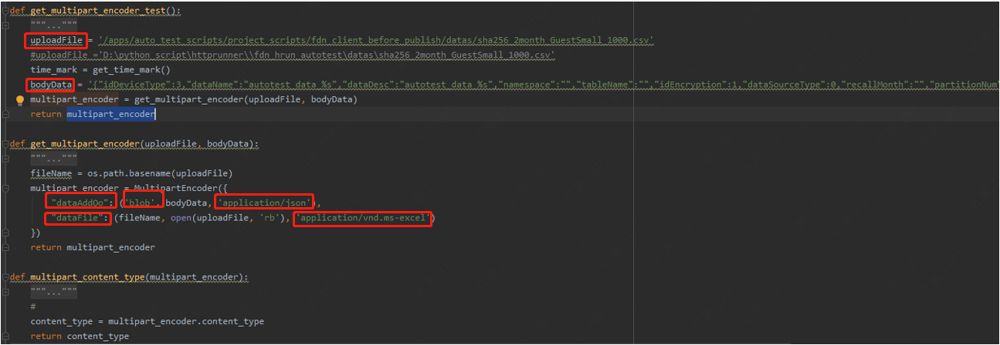 def get_multipart_encoder_test():
"""..."""
uploadFile = '/apps/auto_test_scripts/project_scripts/fdn_client_before_publish/datas/sha256_2month_GuestSmall_1000.csv'
#uploadFile ='D:\python_script\httprunner\\fdn_hrun_autotest\datas\sha256_2month_GuestSmall_1000.csv'
time_mark = get_time_mark()
bodyData = '{"idDeviceType":3,"dataName":"autotest_data_%s","dataDesc":"autotest_data_%s","namespace":"","tableName":"","idEncryption":1,"dataSourceType":0,"recallMonth":"","partitionNum"
multipart_encoder = get_multipart_encoder(uploadFile, bodyData)
return multipart_encoder
def get_multipart_encoder(uploadFile, bodyData):
"""..."""
fileName = os.path.basename(uploadFile)
multipart_encoder = MultipartEncoder({
"dataAddQo": ('blob', bodyData, 'application/json'),
"dataFile": (fileName, open(uploadFile, 'rb'), 'application/vnd.ms-excel')
})
return multipart_encoder
def multipart_content_type(multipart_encoder):
"""..."""
#
content_type = multipart_encoder.content_type
return content_type